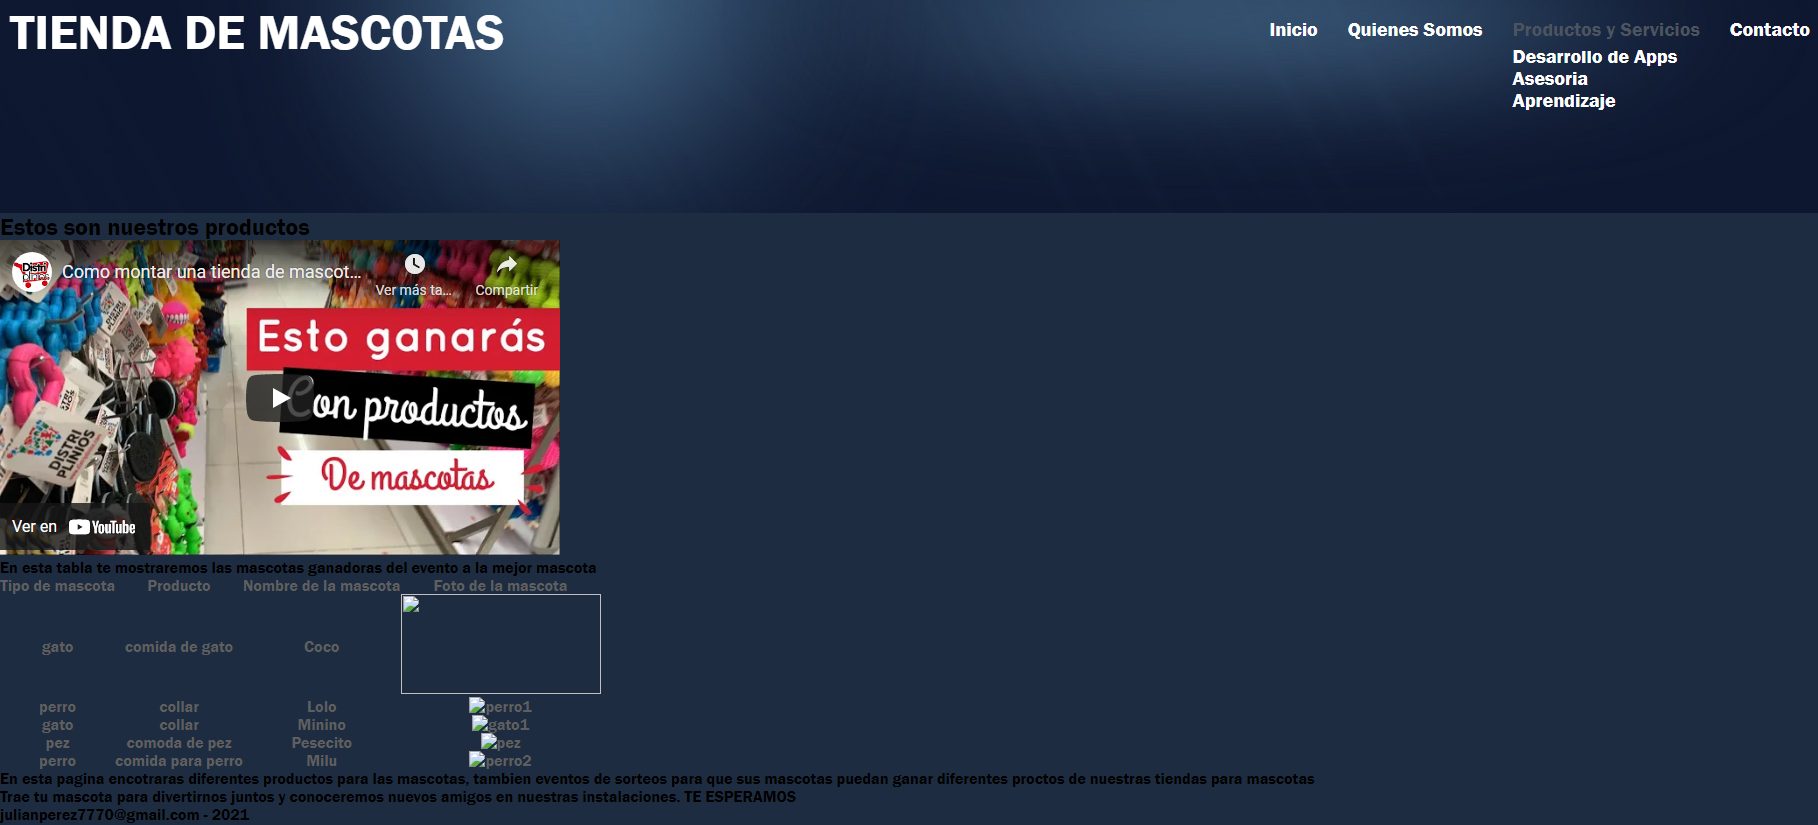 TIENDA DE MASCOTAS
Inicio Quienes Somos Productos y Servicios Contacto
Desarrollo de Apps
Asesoria
Aprendizaje
Estos son nuestros productos
Como montar una tienda de mascot...
Ver más ta... Compartir
Esto ganarás
Con productos
De mascotas
DISTRI
PLINIOS
Ver en YouTube
En esta tabla te mostraremos las mascotas ganadoras del evento a la mejor mascota
Tipo de mascota Producto Nombre de la mascota Foto de la mascota
gato comida de gato Coco
perro collar Lolo perro1
gato collar Minino gato1
pez comoda de pez Pesecito pez
perro comida para perro Milu perro2
En esta pagina encotraras diferentes productos para las mascotas, tambien eventos de sorteos para que sus mascotas puedan ganar diferentes proctos de nuestras tiendas para mascotas
Trae tu mascota para divertirnos juntos y conoceremos nuevos amigos en nuestras instalaciones. TE ESPERAMOS
julianperez7770@gmail.com - 2021